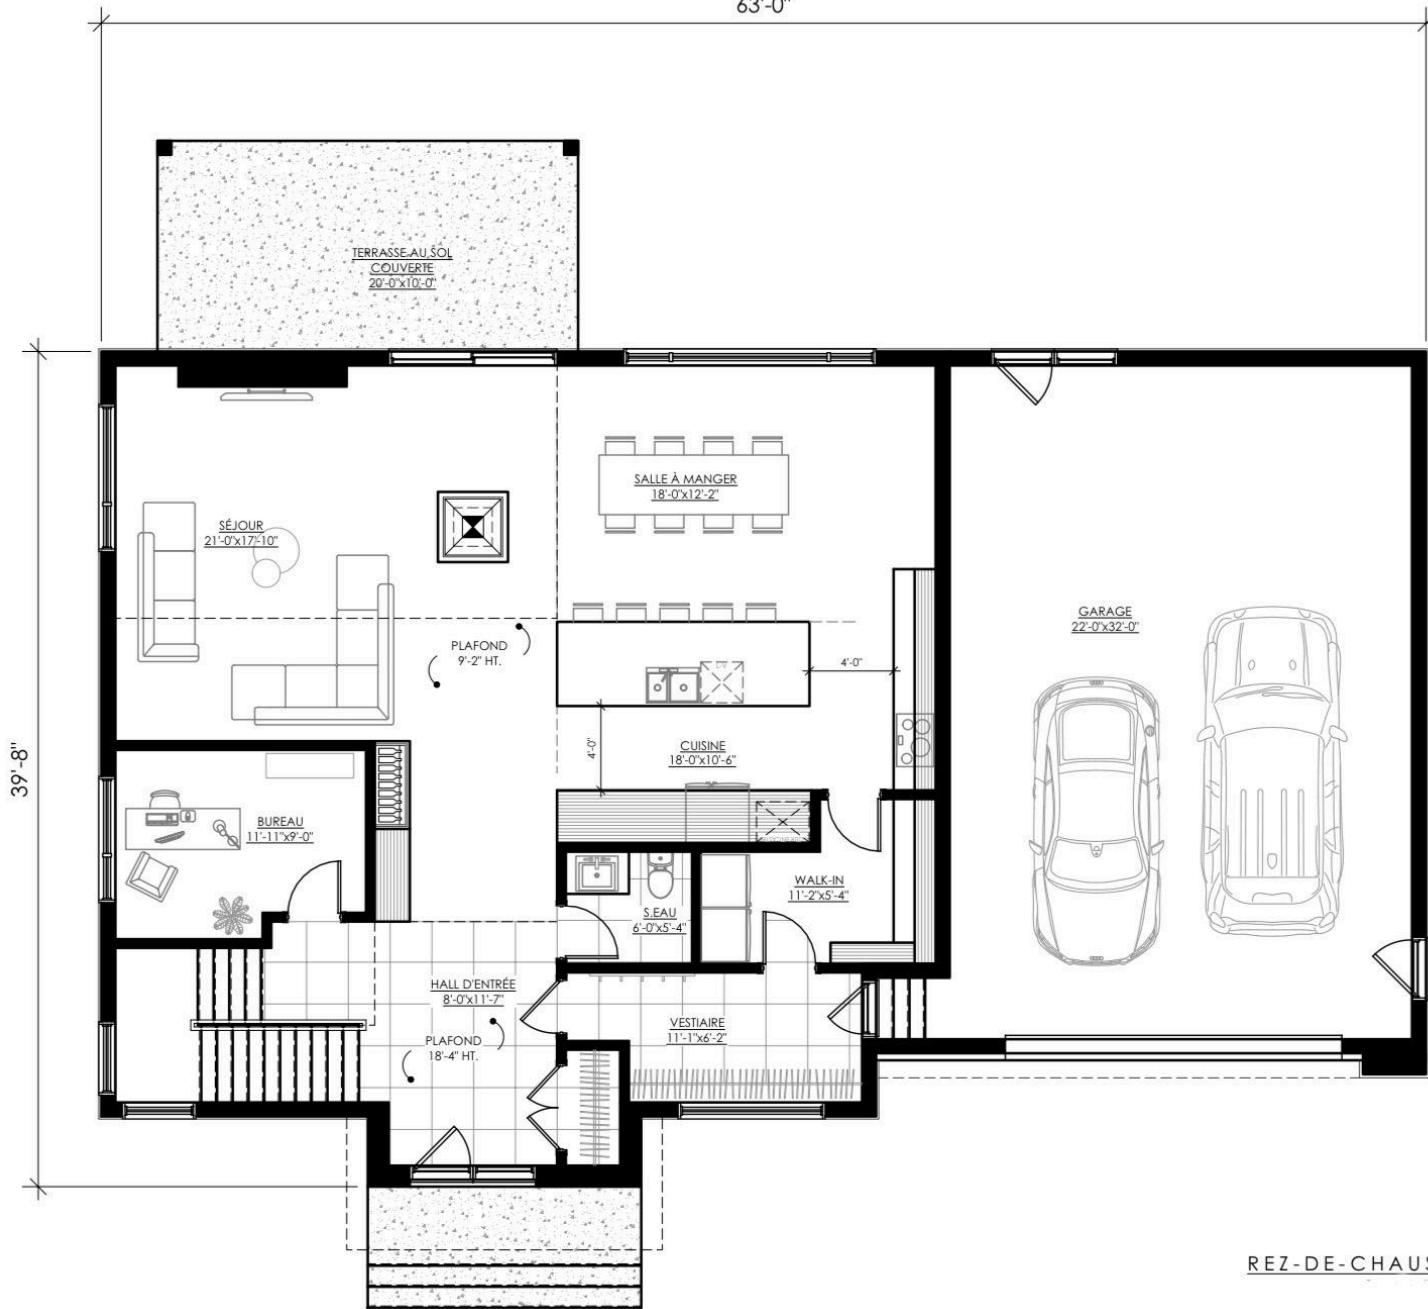 63'-0"
TERRASSE AU SOL
COUVERTE
20'-0"x10'-0"
SALLE À MANGER
18'-0"x12'-2"
SÉJOUR
21'-0"x17'-10"
GARAGE
22'-0"x32'-0"
PLAFOND
9'-2" HT.
4'-0"
39'-8"
4'-0"
CUISINE
18'-0"x10'-6"
BUREAU
11'-11"x9'-0"
WALK-IN
11'-2"x5'-4"
S.EAU
6'-0"x5'-4"
HALL D'ENTRÉE
8'-0"x11'-7"
VESTIAIRE
11'-1"x6'-2"
PLAFOND
18'-4" HT.
REZ-DE-CHAUS